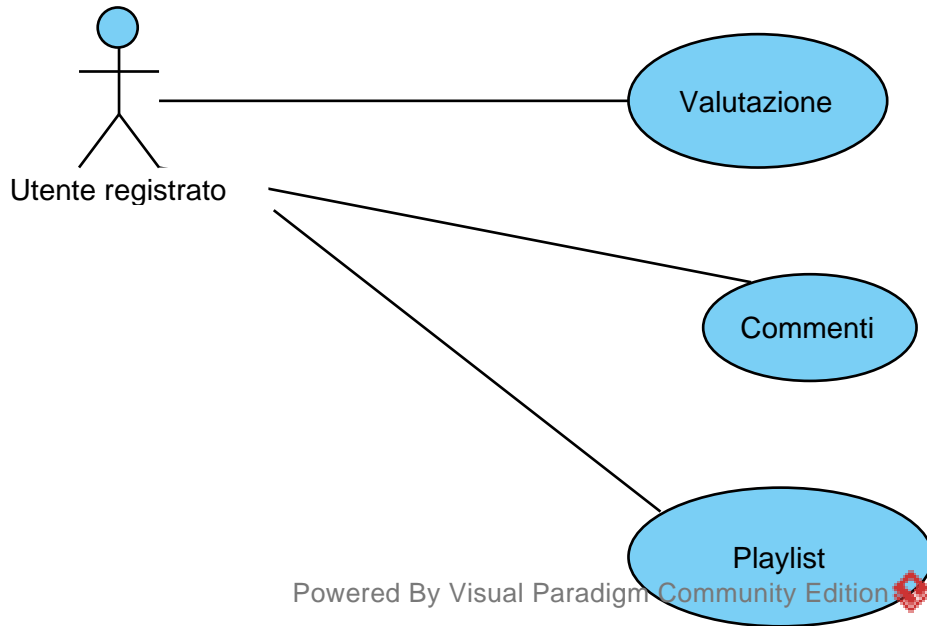 Valutazione
Utente registrato
Commenti
Playlist
Powered By Visual Paradigm Community Edition